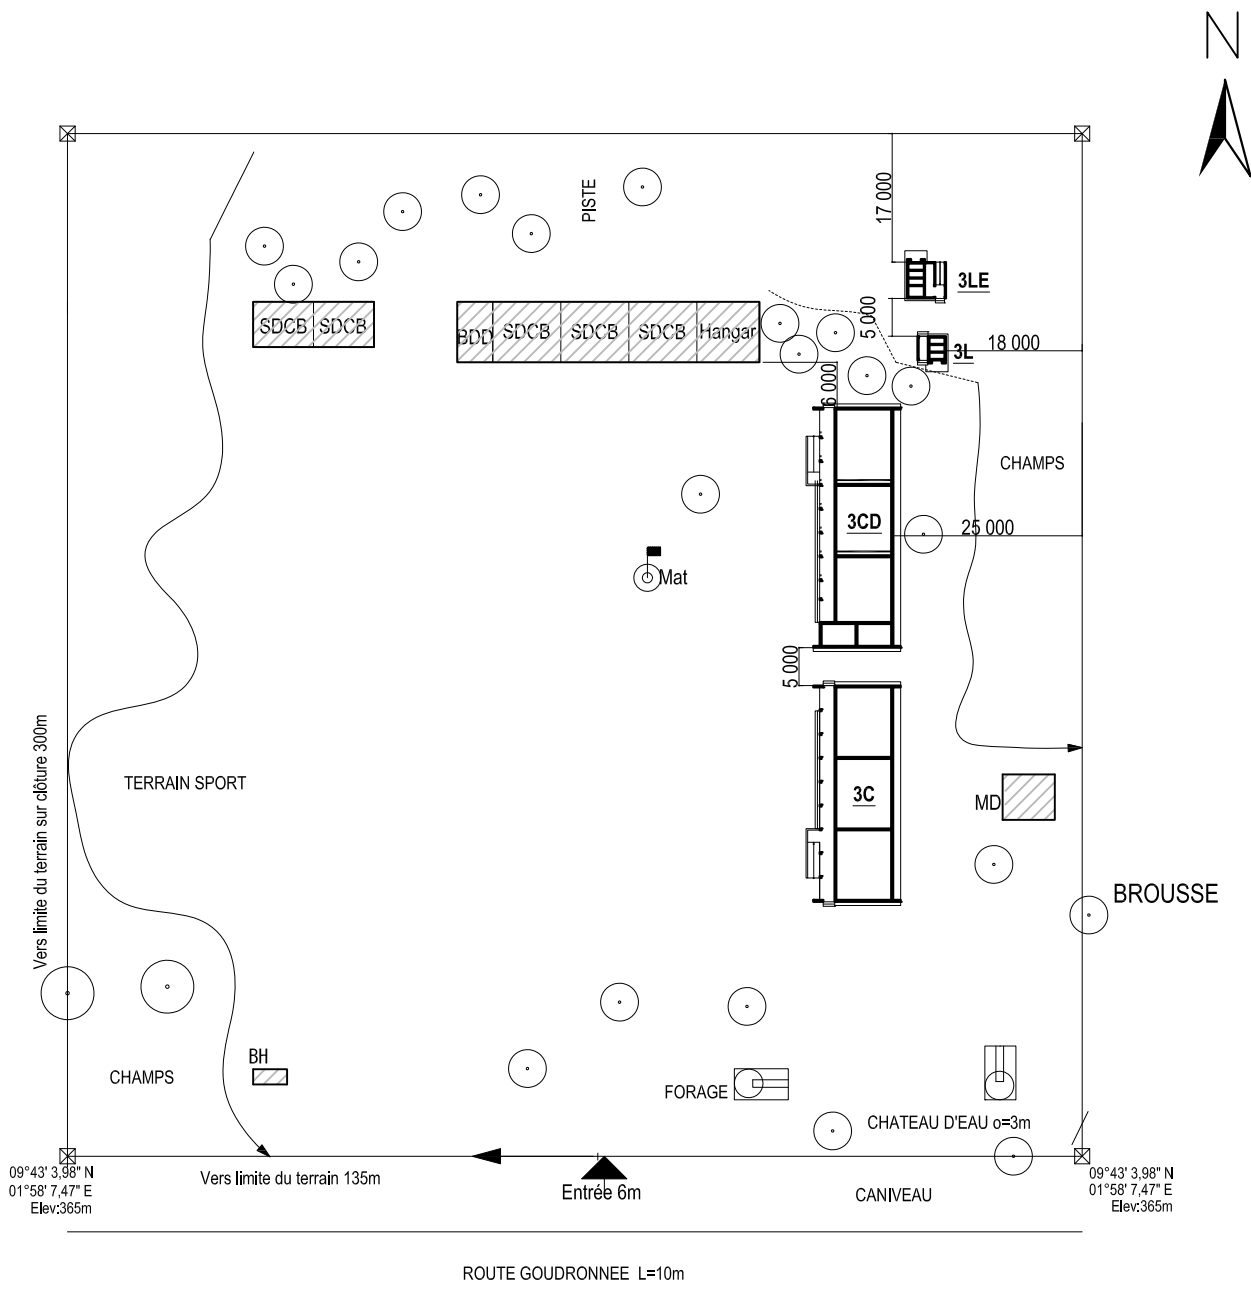 N
PISTE
17 000
3LE
5 000
3L
18 000
SDCB
SDCB
BDD
SDCB
SDCB
SDCB
Hangar
6 000
CHAMPS
3CD
25 000
Mat
5 000
Vers limite du terrain sur clôture 300m
TERRAIN SPORT
3C
MD
BROUSSE
BH
CHAMPS
FORAGE
CHATEAU D'EAU o=3m
09°43' 3,98" N
01°58' 7,47" E
Elev:365m
Vers limite du terrain 135m
Entrée 6m
CANIVEAU
09°43' 3,98" N
01°58' 7,47" E
Elev:365m
ROUTE GOUDRONNEE L=10m